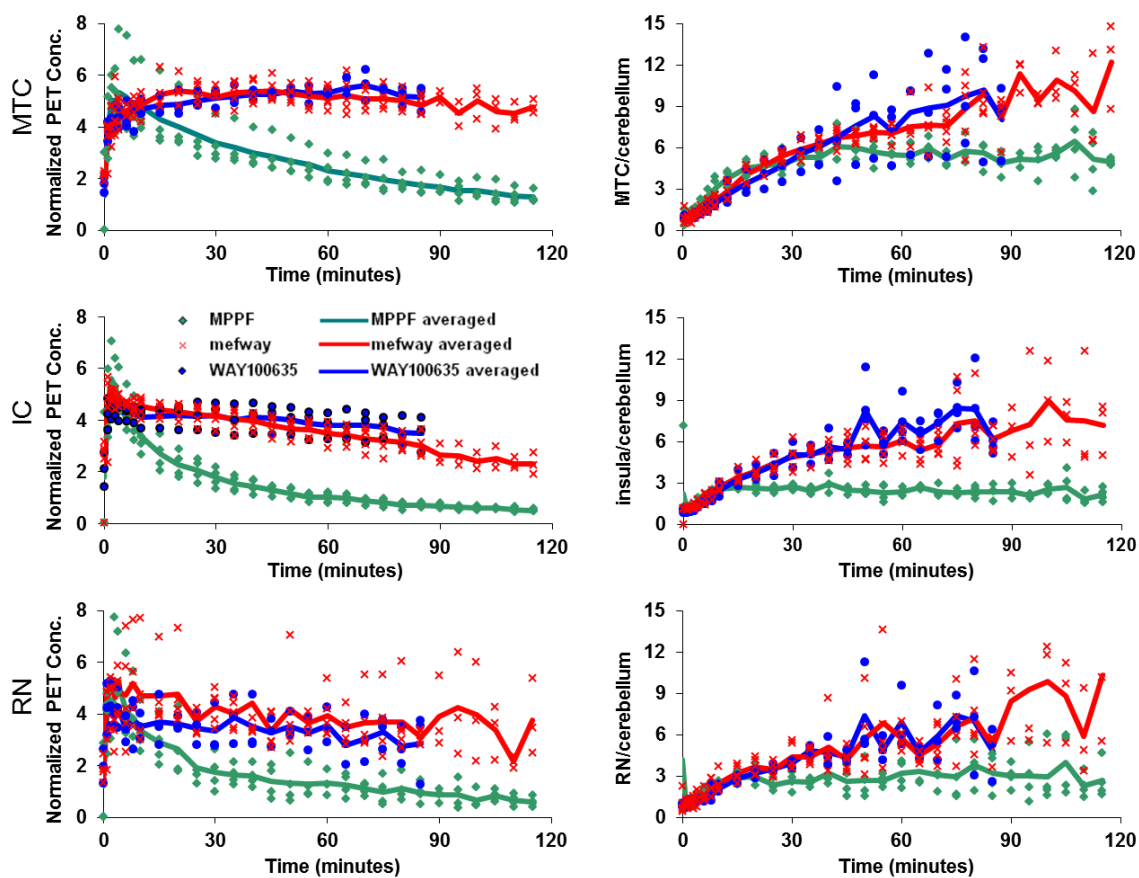 MTC
Normalized PET Conc.
8
6
4
2
0
0 30 60 90 120
Time (minutes)
MTC/cerebellum
15
12
9
6
3
0
0 30 60 90 120
Time (minutes)
IC
Normalized PET Conc.
8
6
4
2
0
MPPF MPPF averaged
mefway mefway averaged
WAY100635 WAY100635 averaged
0 30 60 90 120
Time (minutes)
insula/cerebellum
15
12
9
6
3
0
0 30 60 90 120
Time (minutes)
RN
Normalized PET Conc.
8
6
4
2
0
0 30 60 90 120
Time (minutes)
RN/cerebellum
15
12
9
6
3
0
0 30 60 90 120
Time (minutes)